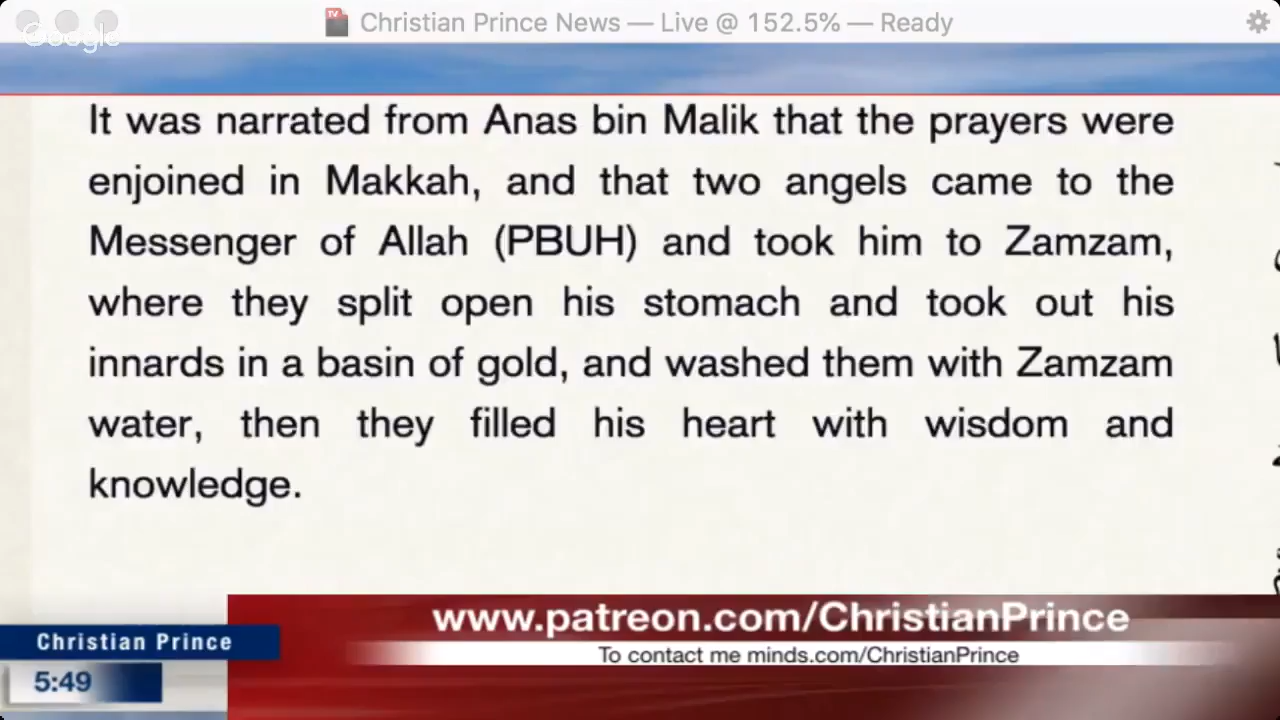 Christian Prince News — Live @ 152.5% — Ready
Google
It was narrated from Anas bin Malik that the prayers were
enjoined in Makkah, and that two angels came to the
Messenger of Allah (PBUH) and took him to Zamzam,
where they split open his stomach and took out his
innards in a basin of gold, and washed them with Zamzam
water, then they filled his heart with wisdom and
knowledge.
www.patreon.com/ChristianPrince
Christian Prince
To contact me minds.com/ChristianPrince
5:49